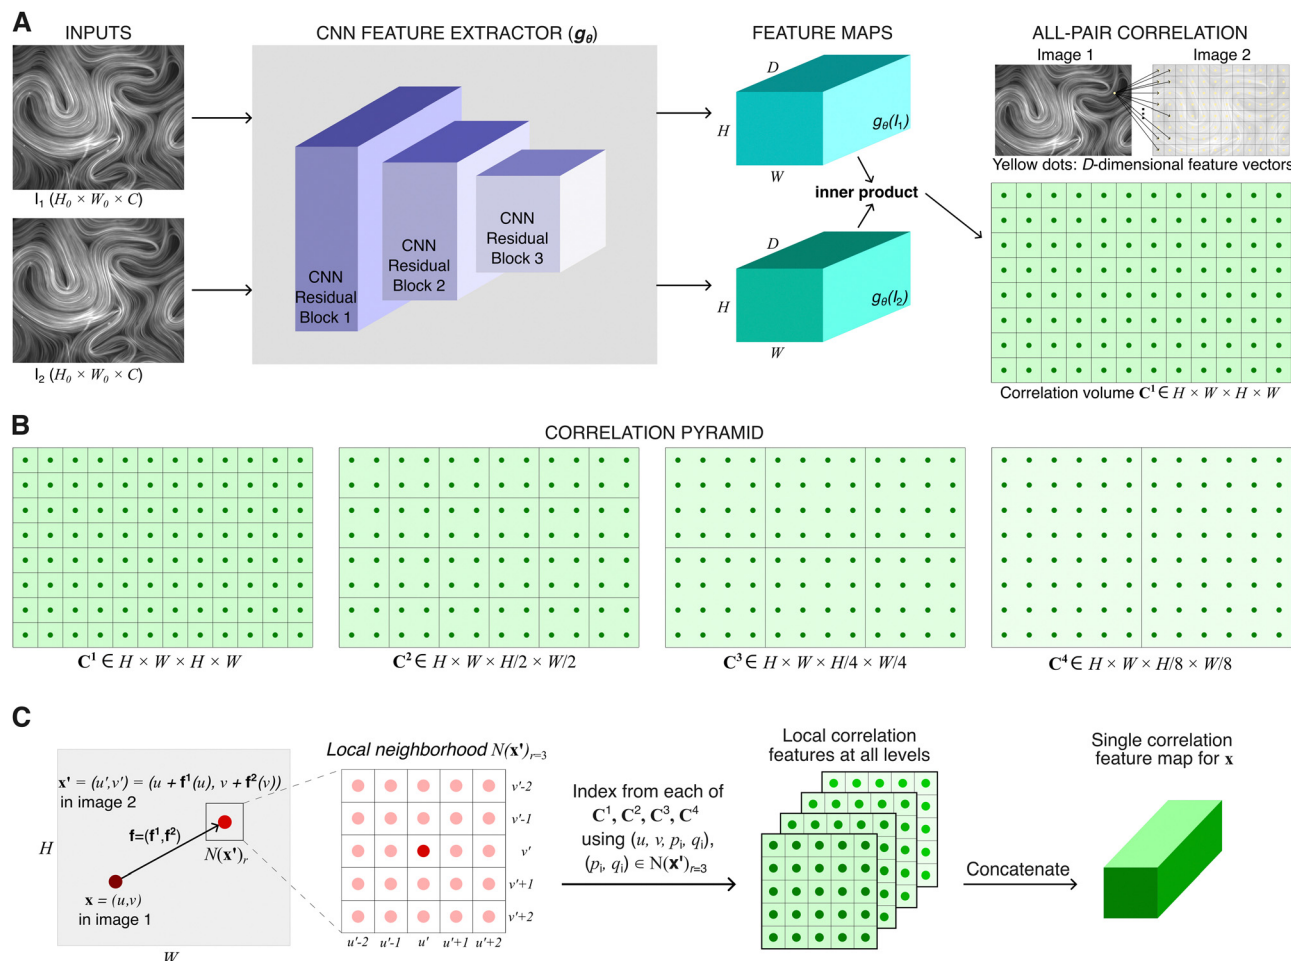 A
INPUTS
I₁ (H₀ × W₀ × C)
I₂ (H₀ × W₀ × C)
CNN FEATURE EXTRACTOR (g_θ)
CNN
Residual
Block 1
CNN
Residual
Block 2
CNN
Residual
Block 3
FEATURE MAPS
D
H
g_θ(I₁)
W
inner product
D
H
g_θ(I₂)
W
ALL-PAIR CORRELATION
Image 1 Image 2
Yellow dots: D-dimensional feature vectors
Correlation volume C¹ ∈ H × W × H × W
B
CORRELATION PYRAMID
C¹ ∈ H × W × H × W
C² ∈ H × W × H/2 × W/2
C³ ∈ H × W × H/4 × W/4
C⁴ ∈ H × W × H/8 × W/8
C
x' = (u',v') = (u + f¹(u), v + f²(v))
in image 2
f=(f¹,f²)
N(x')ᵣ
H
x = (u,v)
in image 1
W
Local neighborhood N(x')ᵣ₌₃
v'-2
v'-1
v'
v'+1
v'+2
u'-2 u'-1 u' u'+1 u'+2
Index from each of
C¹, C², C³, C⁴
using (u, v, pᵢ, qᵢ),
(pᵢ, qᵢ) ∈ N(x')ᵣ₌₃
Local correlation
features at all levels
Concatenate
Single correlation
feature map for x